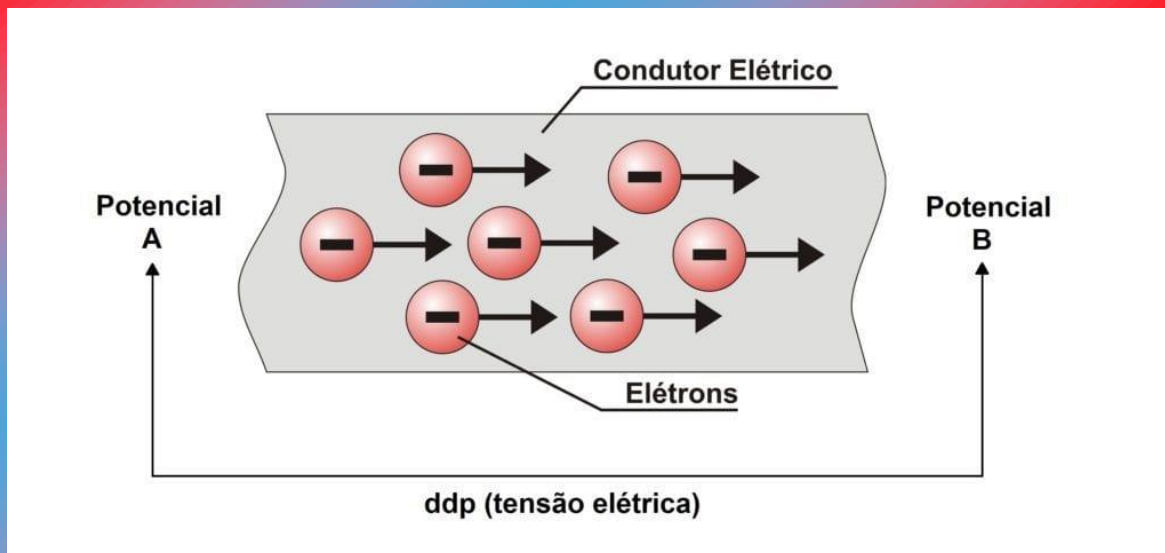 Condutor Elétrico
Potencial
A
Potencial
B
Elétrons
ddp (tensão elétrica)